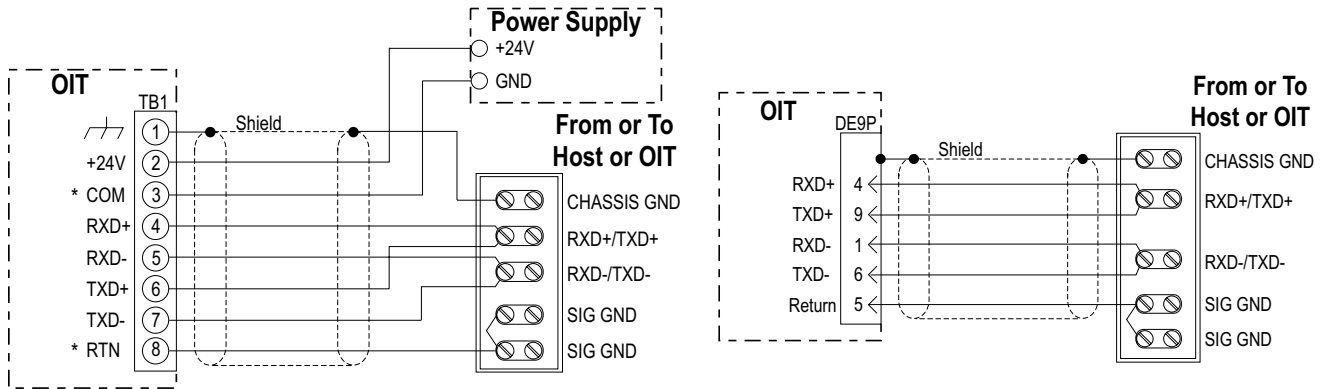 Power Supply
+24V
GND
OIT
TB1
1
Shield
+24V
2
* COM
3
RXD+
4
RXD-
5
TXD+
6
TXD-
7
* RTN
8
From or To
Host or OIT
CHASSIS GND
RXD+/TXD+
RXD-/TXD-
SIG GND
SIG GND
OIT
DE9P
Shield
RXD+ 4
TXD+ 9
RXD- 1
TXD- 6
Return 5
From or To
Host or OIT
CHASSIS GND
RXD+/TXD+
RXD-/TXD-
SIG GND
SIG GND